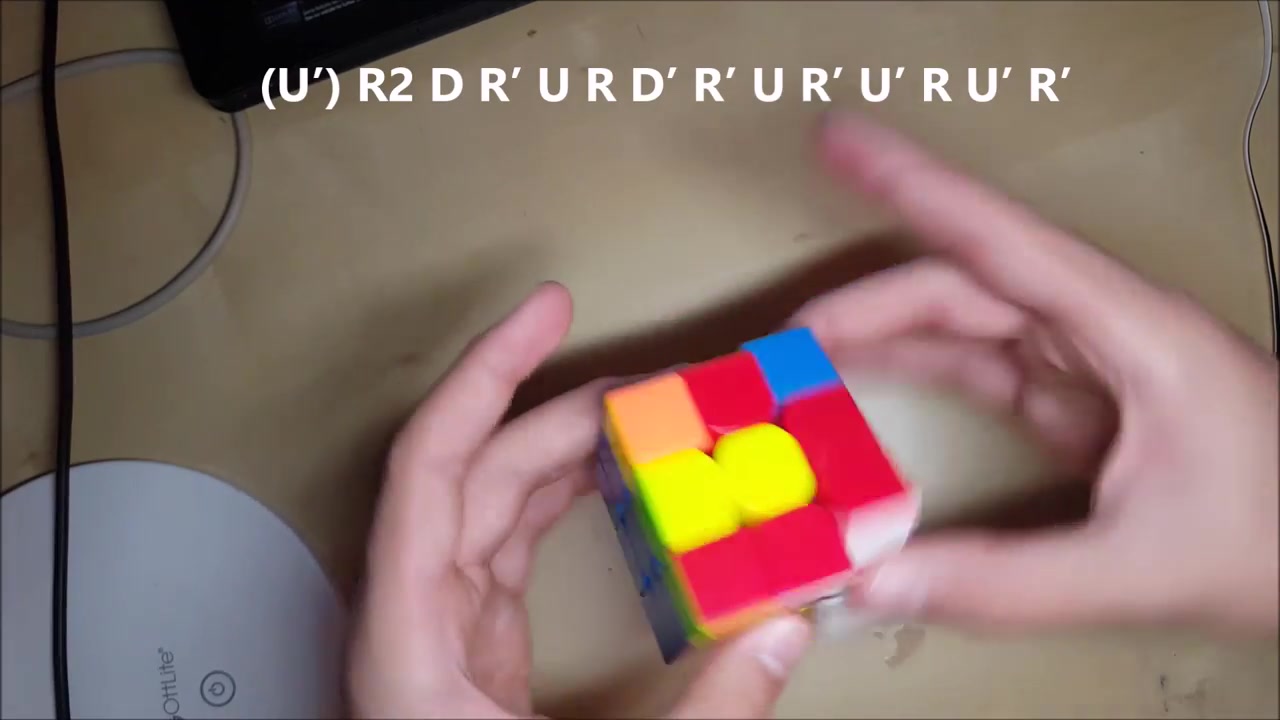 (U′) R2 D R′ U R D′ R′ U R′ U′ R U′ R′
OttLite®